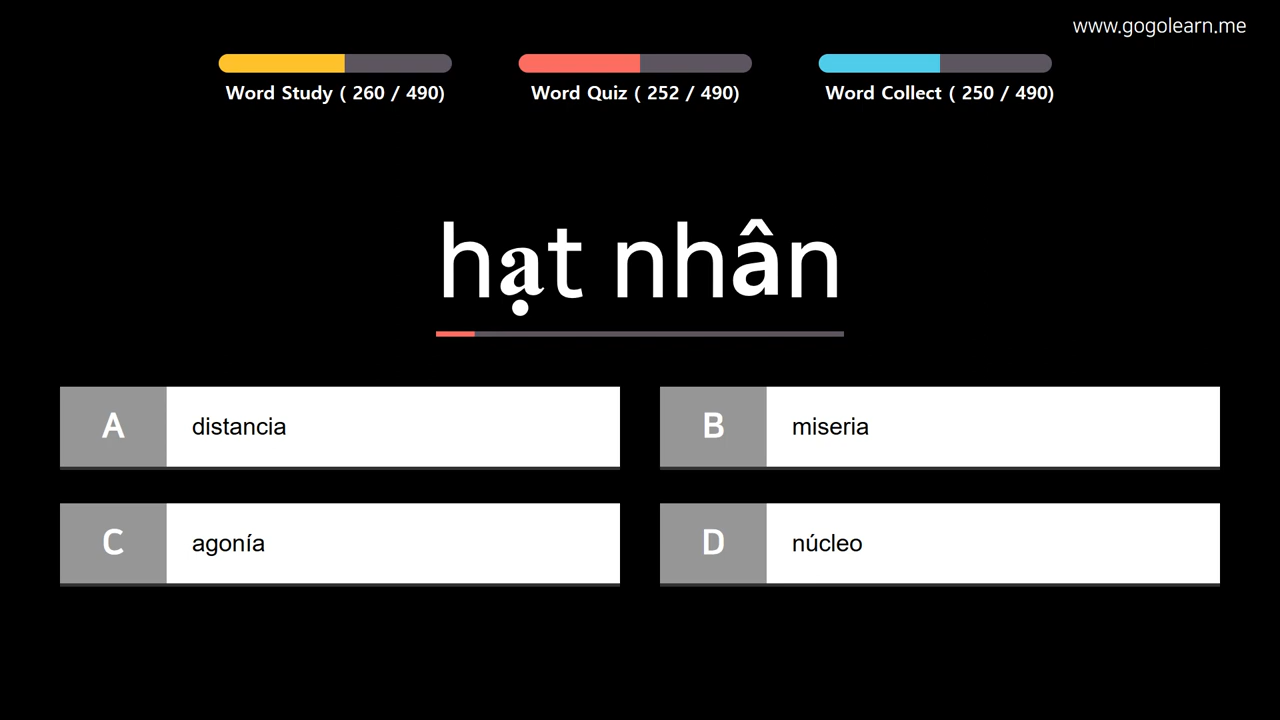 www.gogolearn.me
Word Study ( 260 / 490)
Word Quiz ( 252 / 490)
Word Collect ( 250 / 490)
hạt nhân
A distancia
B miseria
C agonía
D núcleo